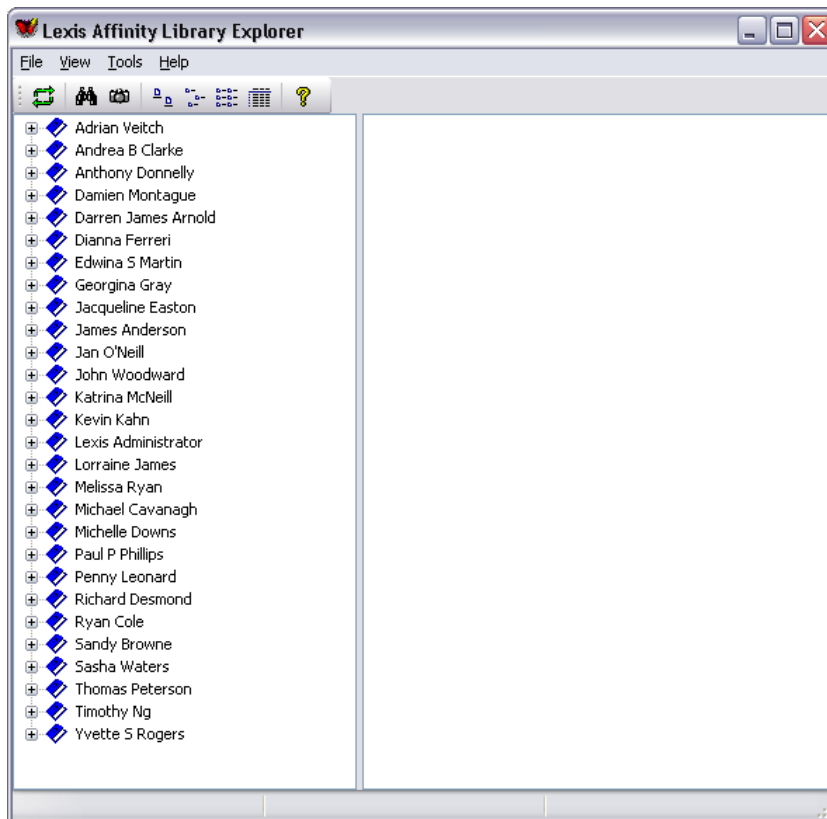 Lexis Affinity Library Explorer
File View Tools Help
Adrian Veitch
Andrea B Clarke
Anthony Donnelly
Damien Montague
Darren James Arnold
Dianna Ferreri
Edwina S Martin
Georgina Gray
Jacqueline Easton
James Anderson
Jan O'Neill
John Woodward
Katrina McNeill
Kevin Kahn
Lexis Administrator
Lorraine James
Melissa Ryan
Michael Cavanagh
Michelle Downs
Paul P Phillips
Penny Leonard
Richard Desmond
Ryan Cole
Sandy Browne
Sasha Waters
Thomas Peterson
Timothy Ng
Yvette S Rogers